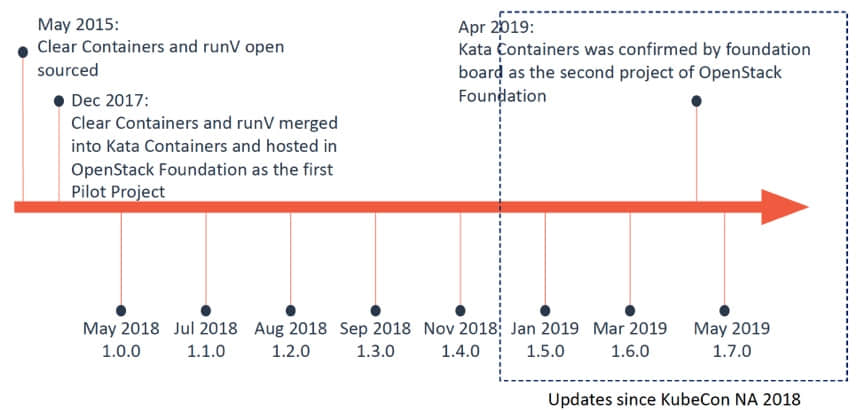 May 2015:
Clear Containers and runV open
sourced
Dec 2017:
Clear Containers and runV merged
into Kata Containers and hosted in
OpenStack Foundation as the first
Pilot Project
Apr 2019:
Kata Containers was confirmed by foundation
board as the second project of OpenStack
Foundation
May 2018 Jul 2018 Aug 2018 Sep 2018 Nov 2018 Jan 2019 Mar 2019 May 2019
1.0.0 1.1.0 1.2.0 1.3.0 1.4.0 1.5.0 1.6.0 1.7.0
Updates since KubeCon NA 2018